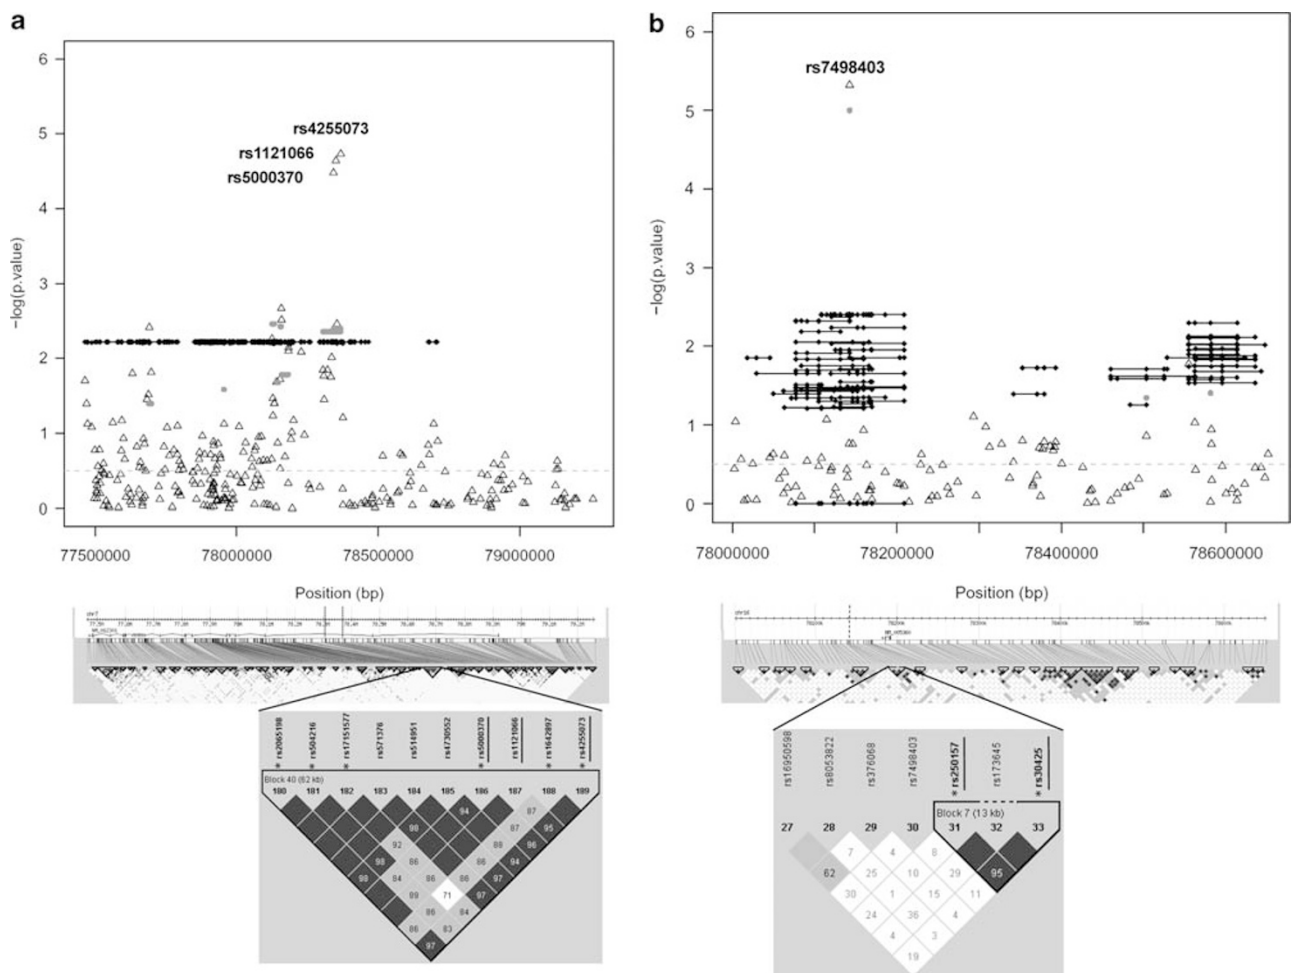 a
b
6
5
4
3
2
1
0
-log(p.value)
rs4255073
rs1121066
rs5000370
77500000 78000000 78500000 79000000
Position (bp)
6
5
4
3
2
1
0
-log(p.value)
rs7498403
78000000 78200000 78400000 78600000
Position (bp)
chr7
* rs2065198
* rs504216
* rs17151577
rs571376
rs514951
rs4730552
* rs5000370
rs1121066
* rs1642897
* rs4255073
Block 40 (82 kb)
180 181 182 183 184 185 186 187 188 189
94 87
98 87 95
92 88 96
98 86 86 94
98 84 86 86 97
89 71 97
86 84
86 83
97
rs16950598
rs8053822
rs376068
rs7498403
* rs250157
rs173645
* rs30425
Block 7 (13 kb)
27 28 29 30 31 32 33
7 4 8
62 25 10 29 95
30 1 15 11
24 36 4
4 3
19